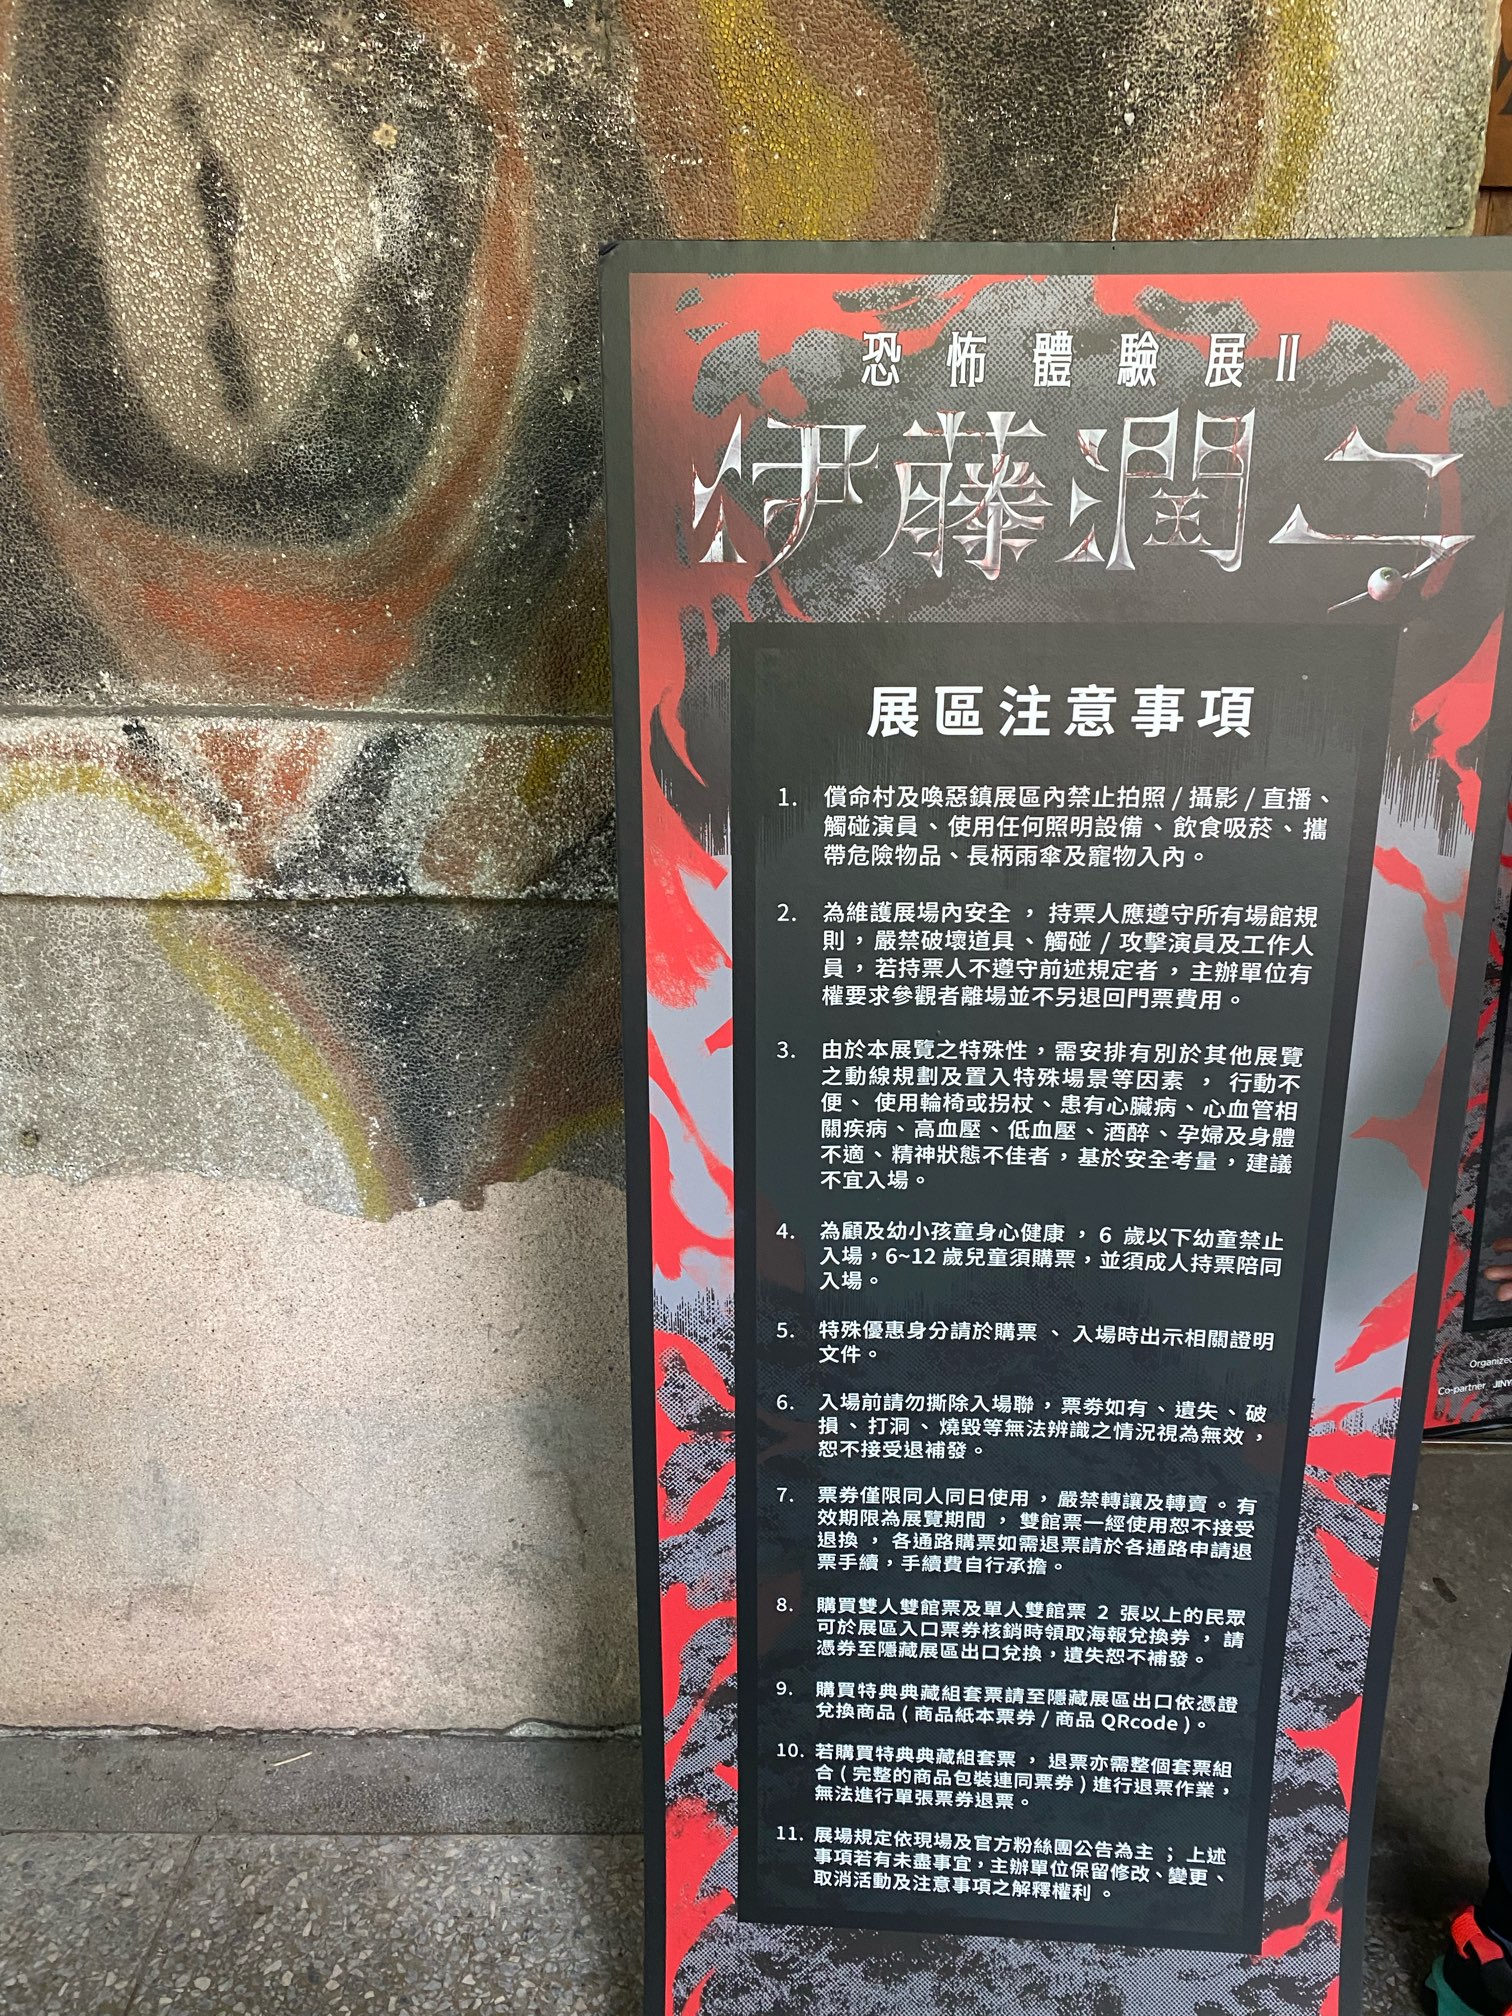 恐怖體驗展II
伊藤潤二
展區注意事項
1. 償命村及喚惡鎮展區內禁止拍照 / 攝影 / 直播、
觸碰演員、使用任何照明設備、飲食吸菸、攜
帶危險物品、長柄雨傘及寵物入內。
2. 為維護展場內安全，持票人應遵守所有場館規
則，嚴禁破壞道具、觸碰 / 攻擊演員及工作人
員，若持票人不遵守前述規定者，主辦單位有
權要求參觀者離場並不另退回門票費用。
3. 由於本展覽之特殊性，需安排有別於其他展覽
之動線規劃及置入特殊場景等因素，行動不
便、使用輪椅或拐杖、患有心臟病、心血管相
關疾病、高血壓、低血壓、酒醉、孕婦及身體
不適、精神狀態不佳者，基於安全考量，建議
不宜入場。
4. 為顧及幼小孩童身心健康，6 歲以下幼童禁止
入場，6~12 歲兒童須購票，並須成人持票陪同
入場。
5. 特殊優惠身分請於購票、入場時出示相關證明
文件。
6. 入場前請勿撕除入場聯，票券如有、遺失、破
損、打洞、燒毀等無法辨識之情況視為無效，
恕不接受退補發。
7. 票券僅限同人同日使用，嚴禁轉讓及轉賣。有
效期限為展覽期間，雙館票一經使用恕不接受
退換，各通路購票如需退票請於各通路申請退
票手續，手續費自行承擔。
8. 購買雙人雙館票及單人雙館票 2 張以上的民眾
可於展區入口票券核銷時領取海報兌換券，請
憑券至隱藏展區出口兌換，遺失恕不補發。
9. 購買特典典藏組套票請至隱藏展區出口依憑證
兌換商品 ( 商品紙本票券 / 商品 QRcode )。
10. 若購買特典典藏組套票，退票亦需整個套票組
合 ( 完整的商品包裝連同票券 ) 進行退票作業，
無法進行單張票券退票。
11. 展場規定依現場及官方粉絲團公告為主；上述
事項若有未盡事宜，主辦單位保留修改、變更、
取消活動及注意事項之解釋權利。
Co-partner